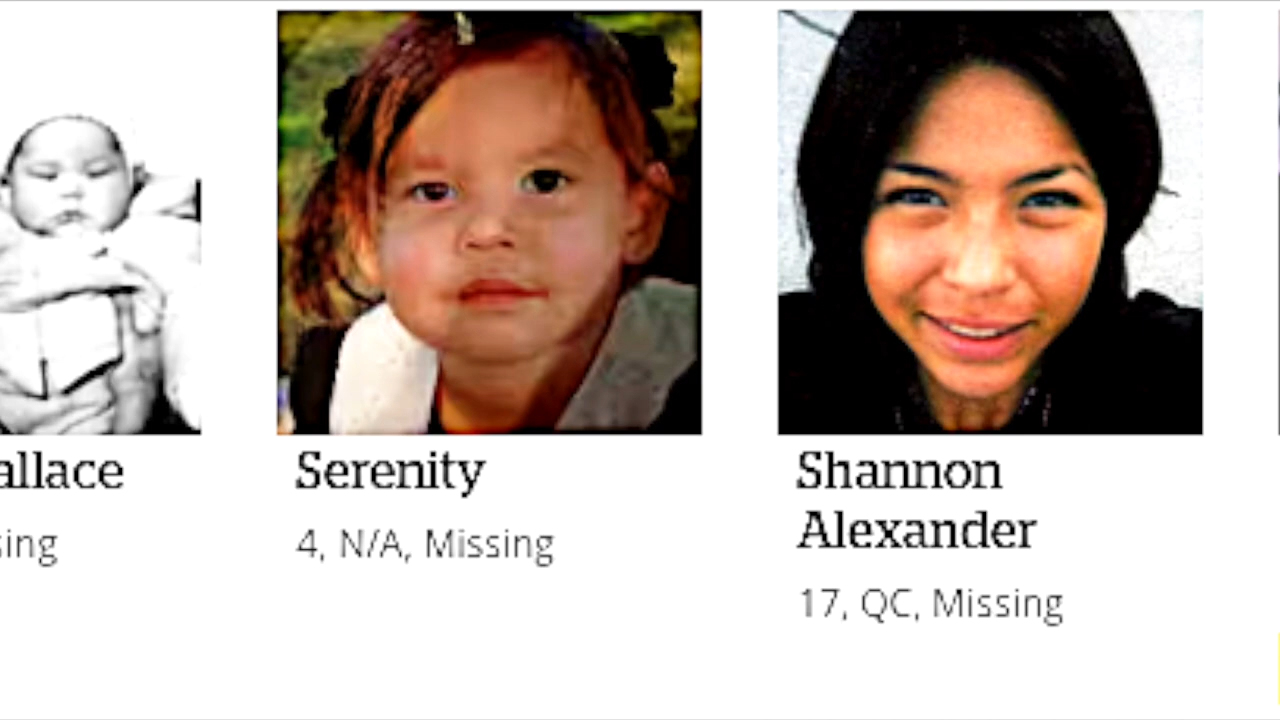 allace
sing
Serenity
4, N/A, Missing
Shannon
Alexander
17, QC, Missing